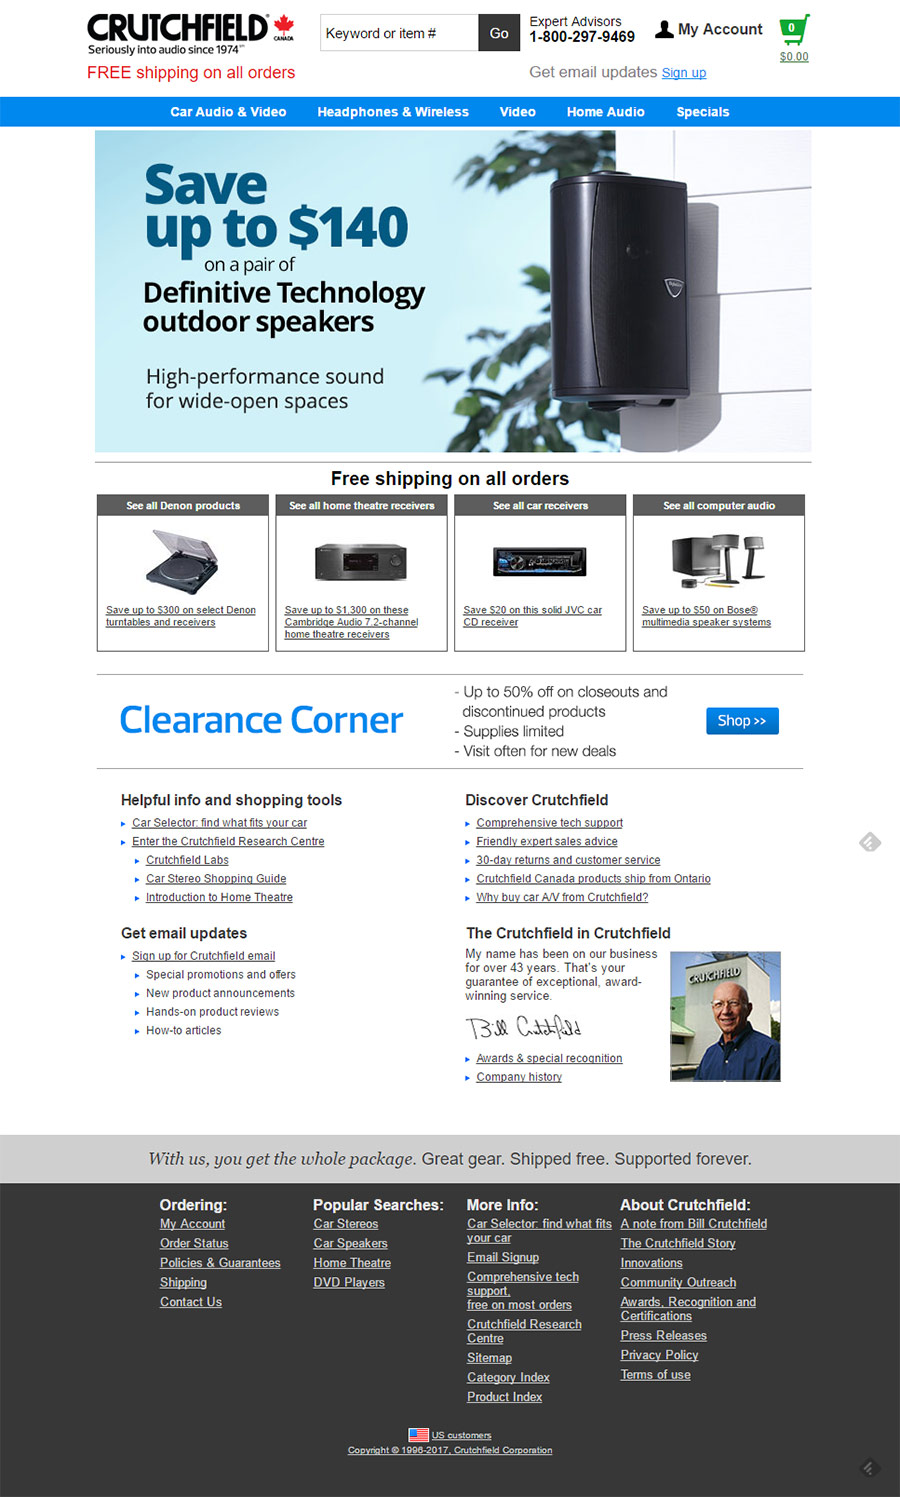 CRUTCHFIELD
CANADA
Seriously into audio since 1974
FREE shipping on all orders
Keyword or item #
Go
Expert Advisors
1-800-297-9469
My Account
0
$0.00
Get email updates Sign up
Car Audio & Video
Headphones & Wireless
Video
Home Audio
Specials
Save
up to $140
on a pair of
Definitive Technology
outdoor speakers
High-performance sound
for wide-open spaces
Free shipping on all orders
See all Denon products
Save up to $300 on select Denon
turntables and receivers
See all home theatre receivers
Save up to $1,300 on these
Cambridge Audio 7.2-channel
home theatre receivers
See all car receivers
Save $20 on this solid JVC car
CD receiver
See all computer audio
Save up to $50 on Bose®
multimedia speaker systems
Clearance Corner
- Up to 50% off on closeouts and
discontinued products
- Supplies limited
- Visit often for new deals
Shop >>
Helpful info and shopping tools
Car Selector: find what fits your car
Enter the Crutchfield Research Centre
Crutchfield Labs
Car Stereo Shopping Guide
Introduction to Home Theatre
Discover Crutchfield
Comprehensive tech support
Friendly expert sales advice
30-day returns and customer service
Crutchfield Canada products ship from Ontario
Why buy car A/V from Crutchfield?
Get email updates
Sign up for Crutchfield email
Special promotions and offers
New product announcements
Hands-on product reviews
How-to articles
The Crutchfield in Crutchfield
My name has been on our business
for over 43 years. That's your
guarantee of exceptional, award-
winning service.
Bill Crutchfield
CRUTCHFIELD
Awards & special recognition
Company history
With us, you get the whole package. Great gear. Shipped free. Supported forever.
Ordering:
My Account
Order Status
Policies & Guarantees
Shipping
Contact Us
Popular Searches:
Car Stereos
Car Speakers
Home Theatre
DVD Players
More Info:
Car Selector: find what fits
your car
Email Signup
Comprehensive tech
support,
free on most orders
Crutchfield Research
Centre
Sitemap
Category Index
Product Index
About Crutchfield:
A note from Bill Crutchfield
The Crutchfield Story
Innovations
Community Outreach
Awards, Recognition and
Certifications
Press Releases
Privacy Policy
Terms of use
US customers
Copyright © 1996-2017, Crutchfield Corporation